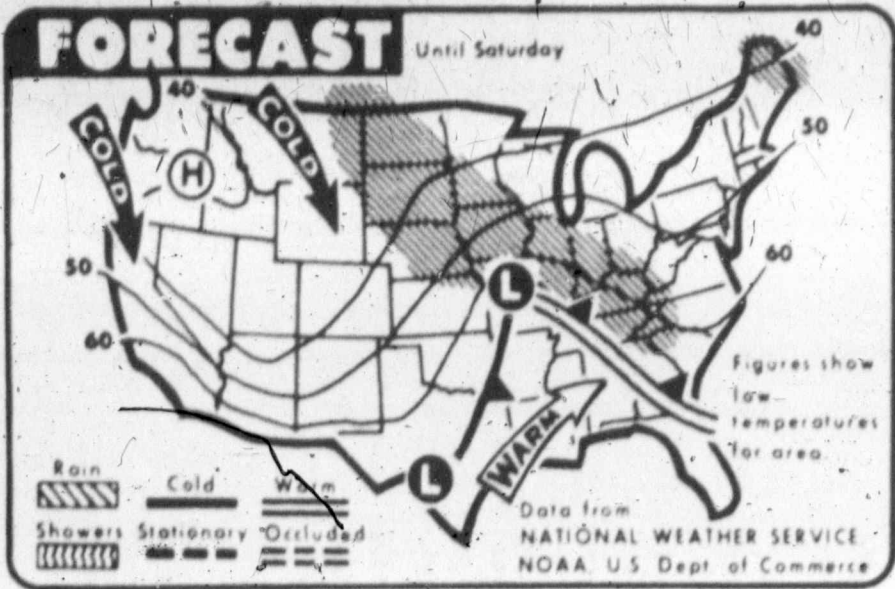 FORECAST
Until Saturday
40
40
COLD
COLD
50
H
60
50
L
60
Figures show
low
temperatures
for area
WARM
L
Rain
Cold
Warm
Showers Stationary Occluded
Data from
NATIONAL WEATHER SERVICE
NOAA U S Dept of Commerce